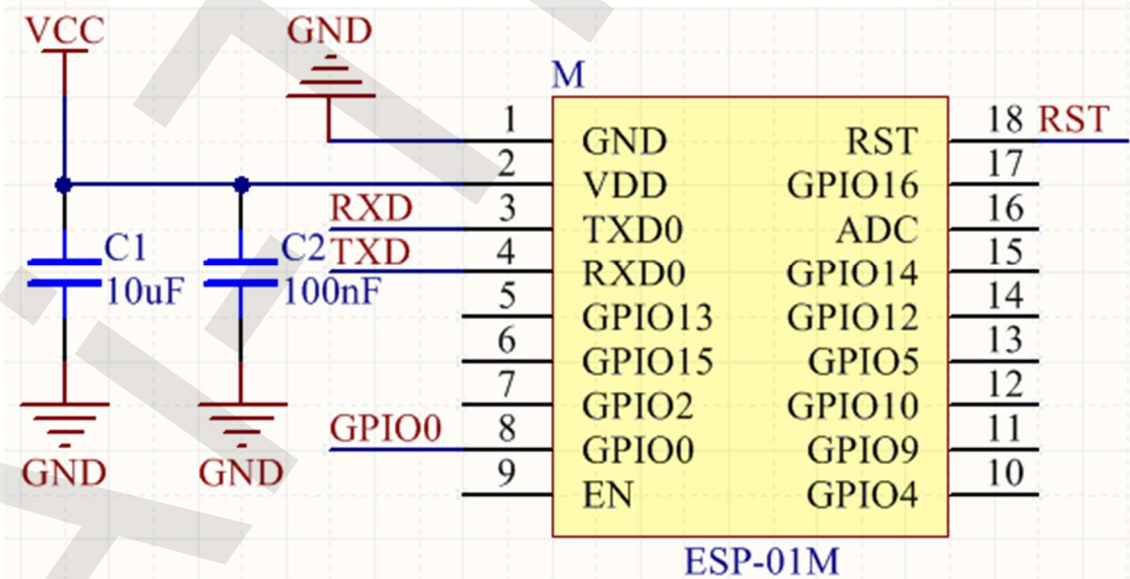 VCC
GND
M
1
GND
RST
18
RST
2
VDD
GPIO16
17
RXD
3
TXD0
ADC
16
C1
10uF
C2
100nF
TXD
4
RXD0
GPIO14
15
5
GPIO13
GPIO12
14
6
GPIO15
GPIO5
13
7
GPIO2
GPIO10
12
GPIO0
8
GPIO0
GPIO9
11
9
EN
GPIO4
10
GND
GND
ESP-01M